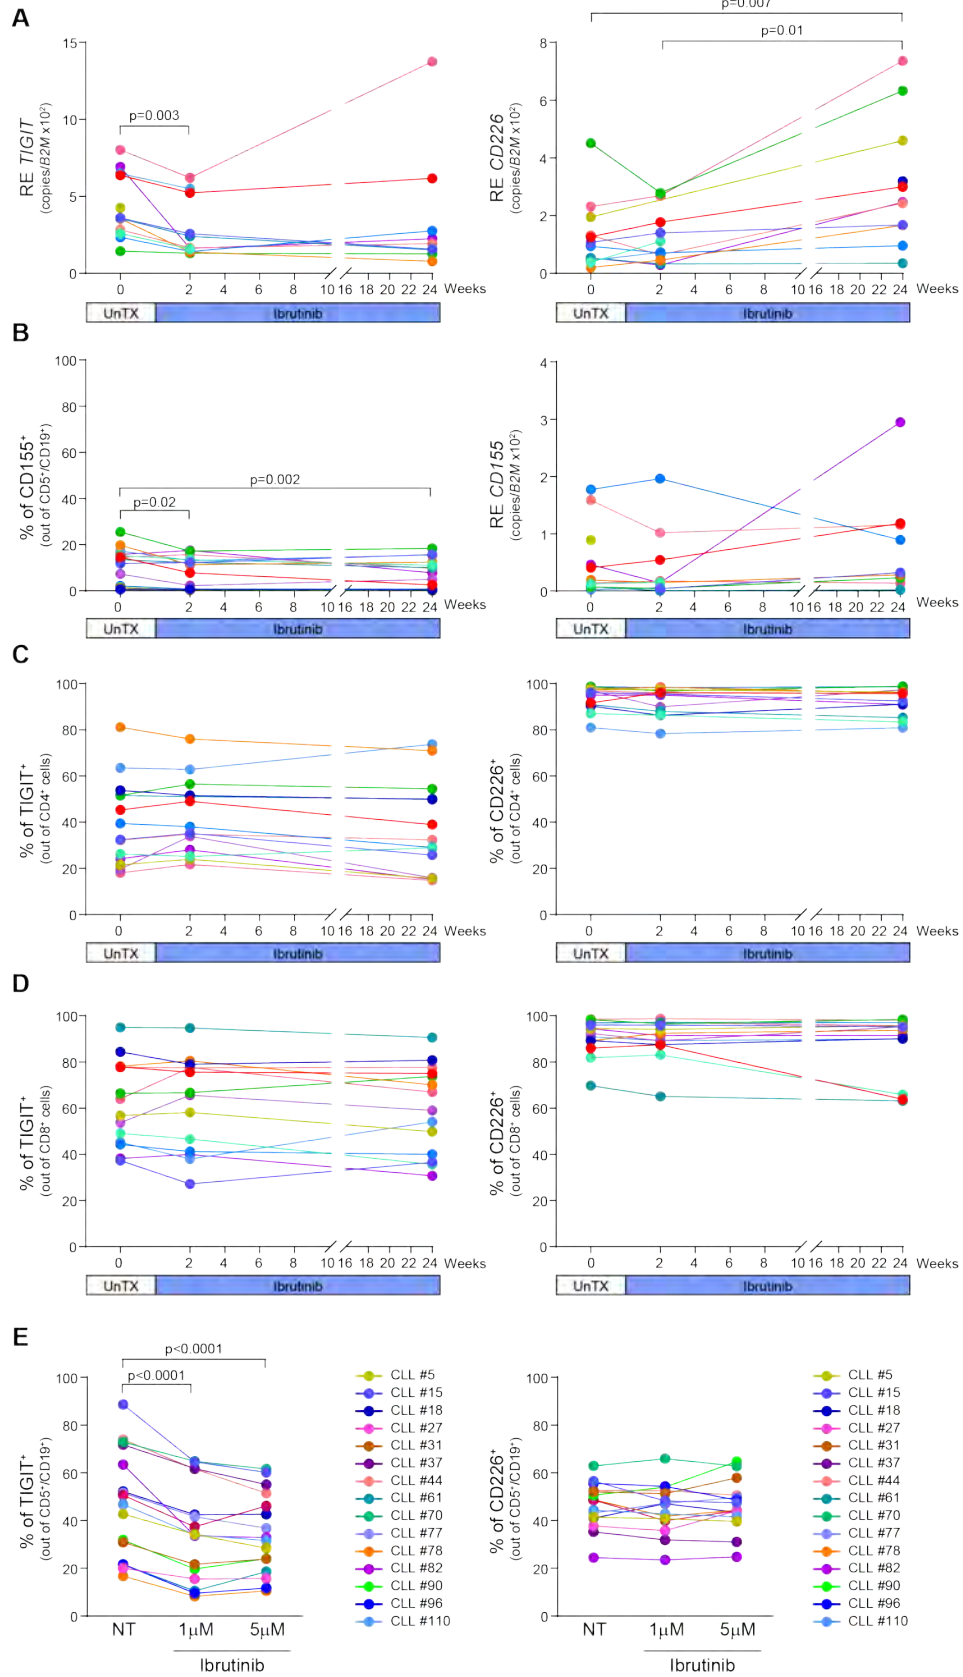 A
p=0.007
p=0.01
15
10
5
0
RE TIGIT
(copies/B2M x10²)
p=0.003
0 2 4 6 8 10 16 18 20 22 24 Weeks
UnTX Ibrutinib
8
6
4
2
0
RE CD226
(copies/B2M x10²)
0 2 4 6 8 10 16 18 20 22 24 Weeks
UnTX Ibrutinib
B
100
80
60
40
20
0
% of CD155⁺
(out of CD5⁺/CD19⁺)
p=0.002
p=0.02
0 2 4 6 8 10 16 18 20 22 24 Weeks
UnTX Ibrutinib
4
3
2
1
0
RE CD155
(copies/B2M x10²)
0 2 4 6 8 10 16 18 20 22 24 Weeks
UnTX Ibrutinib
C
100
80
60
40
20
0
% of TIGIT⁺
(out of CD4⁺ cells)
0 2 4 6 8 10 16 18 20 22 24 Weeks
UnTX Ibrutinib
100
80
60
40
20
0
% of CD226⁺
(out of CD4⁺ cells)
0 2 4 6 8 10 16 18 20 22 24 Weeks
UnTX Ibrutinib
D
100
80
60
40
20
0
% of TIGIT⁺
(out of CD8⁺ cells)
0 2 4 6 8 10 16 18 20 22 24 Weeks
UnTX Ibrutinib
100
80
60
40
20
0
% of CD226⁺
(out of CD8⁺ cells)
0 2 4 6 8 10 16 18 20 22 24 Weeks
UnTX Ibrutinib
E
p<0.0001
p<0.0001
100
80
60
40
20
0
% of TIGIT⁺
(out of CD5⁺/CD19⁺)
NT 1µM 5µM
Ibrutinib
CLL #5
CLL #15
CLL #18
CLL #27
CLL #31
CLL #37
CLL #44
CLL #61
CLL #70
CLL #77
CLL #78
CLL #82
CLL #90
CLL #96
CLL #110
100
80
60
40
20
0
% of CD226⁺
(out of CD5⁺/CD19⁺)
NT 1µM 5µM
Ibrutinib
CLL #5
CLL #15
CLL #18
CLL #27
CLL #31
CLL #37
CLL #44
CLL #61
CLL #70
CLL #77
CLL #78
CLL #82
CLL #90
CLL #96
CLL #110